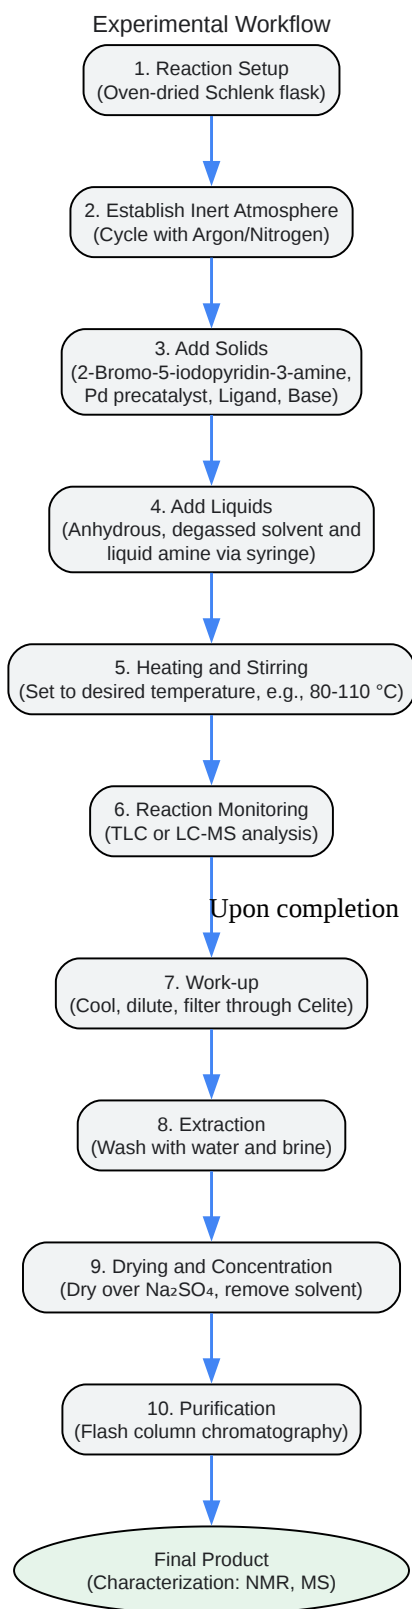 Experimental Workflow
1. Reaction Setup
(Oven-dried Schlenk flask)
2. Establish Inert Atmosphere
(Cycle with Argon/Nitrogen)
3. Add Solids
(2-Bromo-5-iodopyridin-3-amine,
Pd precatalyst, Ligand, Base)
4. Add Liquids
(Anhydrous, degassed solvent and
liquid amine via syringe)
5. Heating and Stirring
(Set to desired temperature, e.g., 80-110 °C)
6. Reaction Monitoring
(TLC or LC-MS analysis)
Upon completion
7. Work-up
(Cool, dilute, filter through Celite)
8. Extraction
(Wash with water and brine)
9. Drying and Concentration
(Dry over Na₂SO₄, remove solvent)
10. Purification
(Flash column chromatography)
Final Product
(Characterization: NMR, MS)